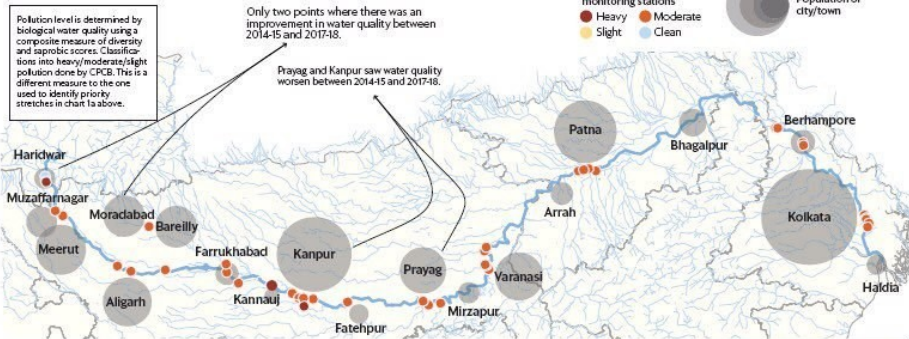 Pollution level is determined by
biological water quality using a
composite measure of diversity
and saprobic scores. Classifica-
tions into heavy/moderate/slight
pollution done by CPCB. This is a
different measure to the one
used to identify priority
stretches in chart 1a above.
Only two points where there was an
improvement in water quality between
2014-15 and 2017-18.
Prayag and Kanpur saw water quality
worsen between 2014-15 and 2017-18.
monitoring stations
Heavy
Moderate
Slight
Clean
Population of
city/town
Haridwar
Muzaffarnagar
Meerut
Moradabad
Bareilly
Aligarh
Farrukhabad
Kannauj
Kanpur
Fatehpur
Prayag
Mirzapur
Varanasi
Arrah
Patna
Bhagalpur
Berhampore
Kolkata
Haldia